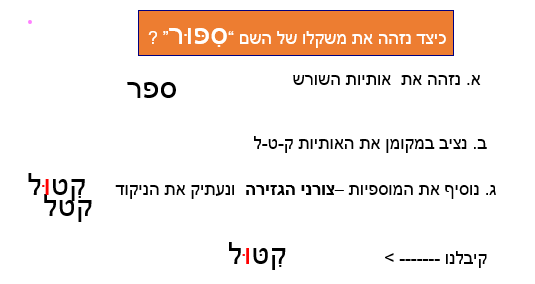 כיצד נזהה את משקלו של השם “סִפּוּר” ?
א. נזהה את אותיות השורש
ספר
ב. נציב במקומן את האותיות ק-ט-ל
ג. נוסיף את המוספיות –צורני הגזירה ונעתיק את הניקוד
קִטוּל
קטל
קיבלנו ------- >
קִטּוּל